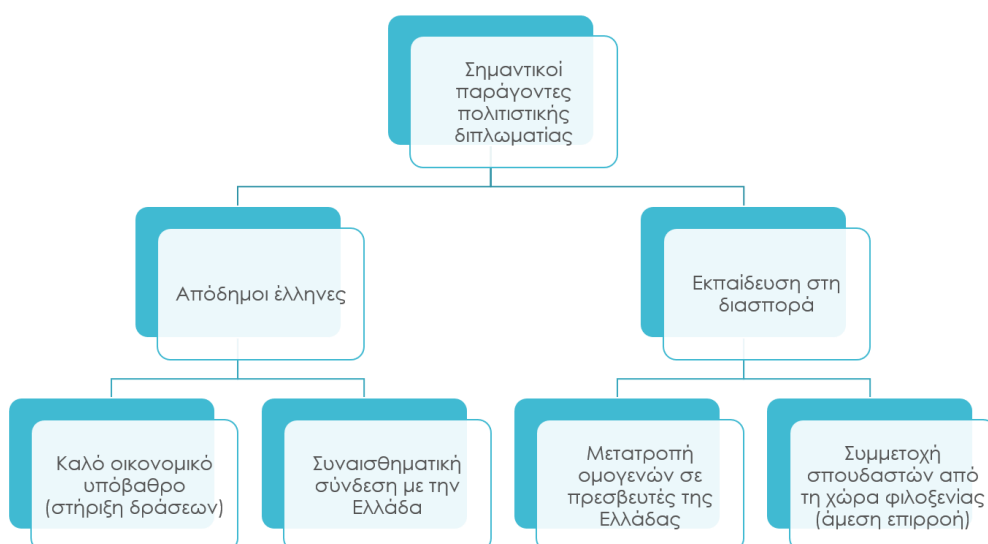 Σημαντικοί
παράγοντες
πολιτιστικής
διπλωματίας
Απόδημοι έλληνες
Εκπαίδευση στη
διασπορά
Καλό οικονομικό
υπόβαθρο
(στήριξη δράσεων)
Συναισθηματική
σύνδεση με την
Ελλάδα
Μετατροπή
ομογενών σε
πρεσβευτές της
Ελλάδας
Συμμετοχή
σπουδαστών από
τη χώρα φιλοξενίας
(άμεση επιρροή)